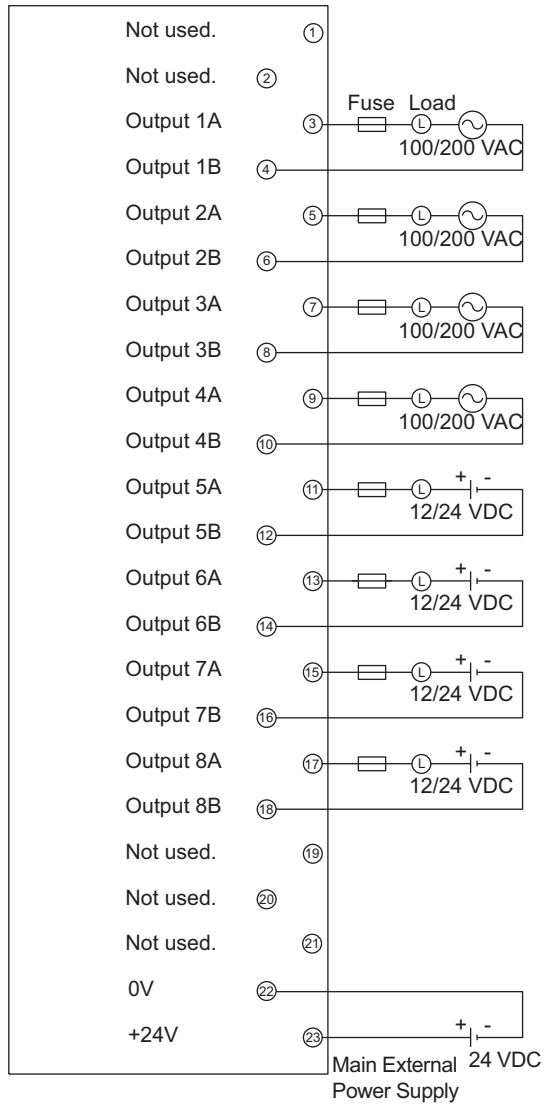 Not used. 1
Not used. 2
Fuse Load
Output 1A 3 L
100/200 VAC
Output 1B 4
Output 2A 5 L
100/200 VAC
Output 2B 6
Output 3A 7 L
100/200 VAC
Output 3B 8
Output 4A 9 L
100/200 VAC
Output 4B 10
Output 5A 11 L + -
12/24 VDC
Output 5B 12
Output 6A 13 L + -
12/24 VDC
Output 6B 14
Output 7A 15 L + -
12/24 VDC
Output 7B 16
Output 8A 17 L + -
12/24 VDC
Output 8B 18
Not used. 19
Not used. 20
Not used. 21
0V 22
+24V 23 + -
Main External 24 VDC
Power Supply